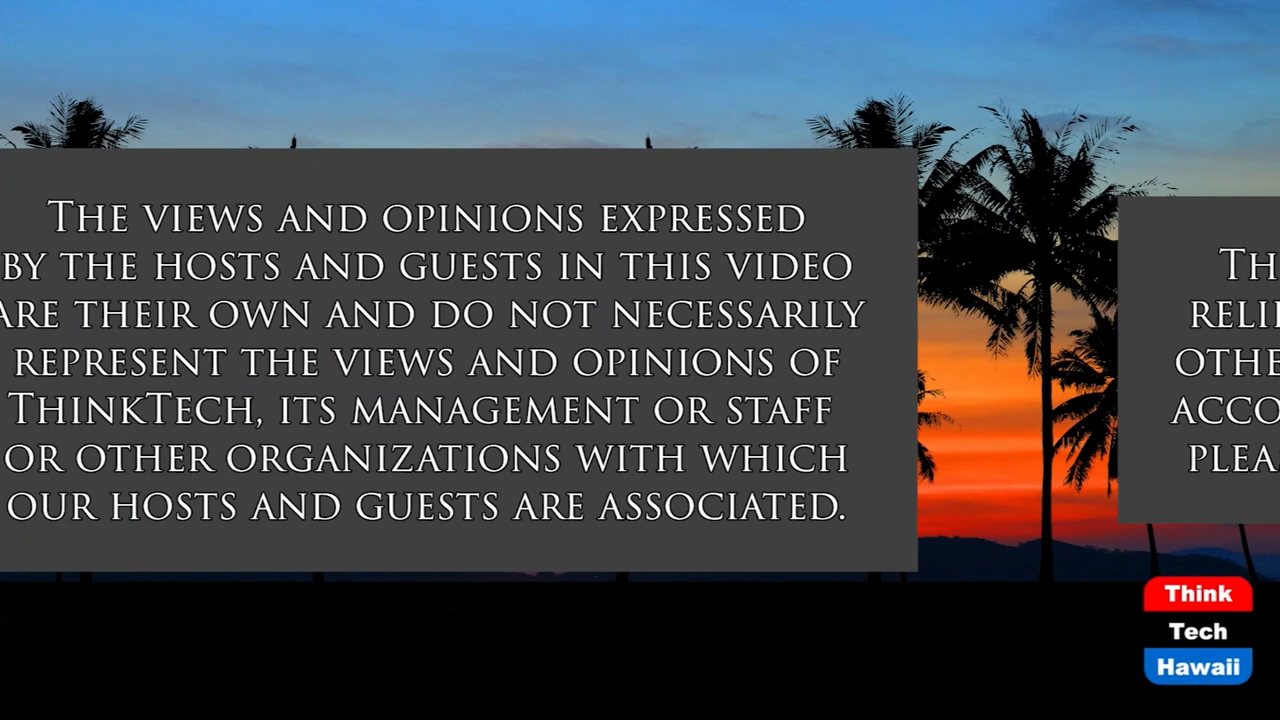 The views and opinions expressed
by the hosts and guests in this video
are their own and do not necessarily
represent the views and opinions of
ThinkTech, its management or staff
or other organizations with which
our hosts and guests are associated.
Think
Tech
Hawaii